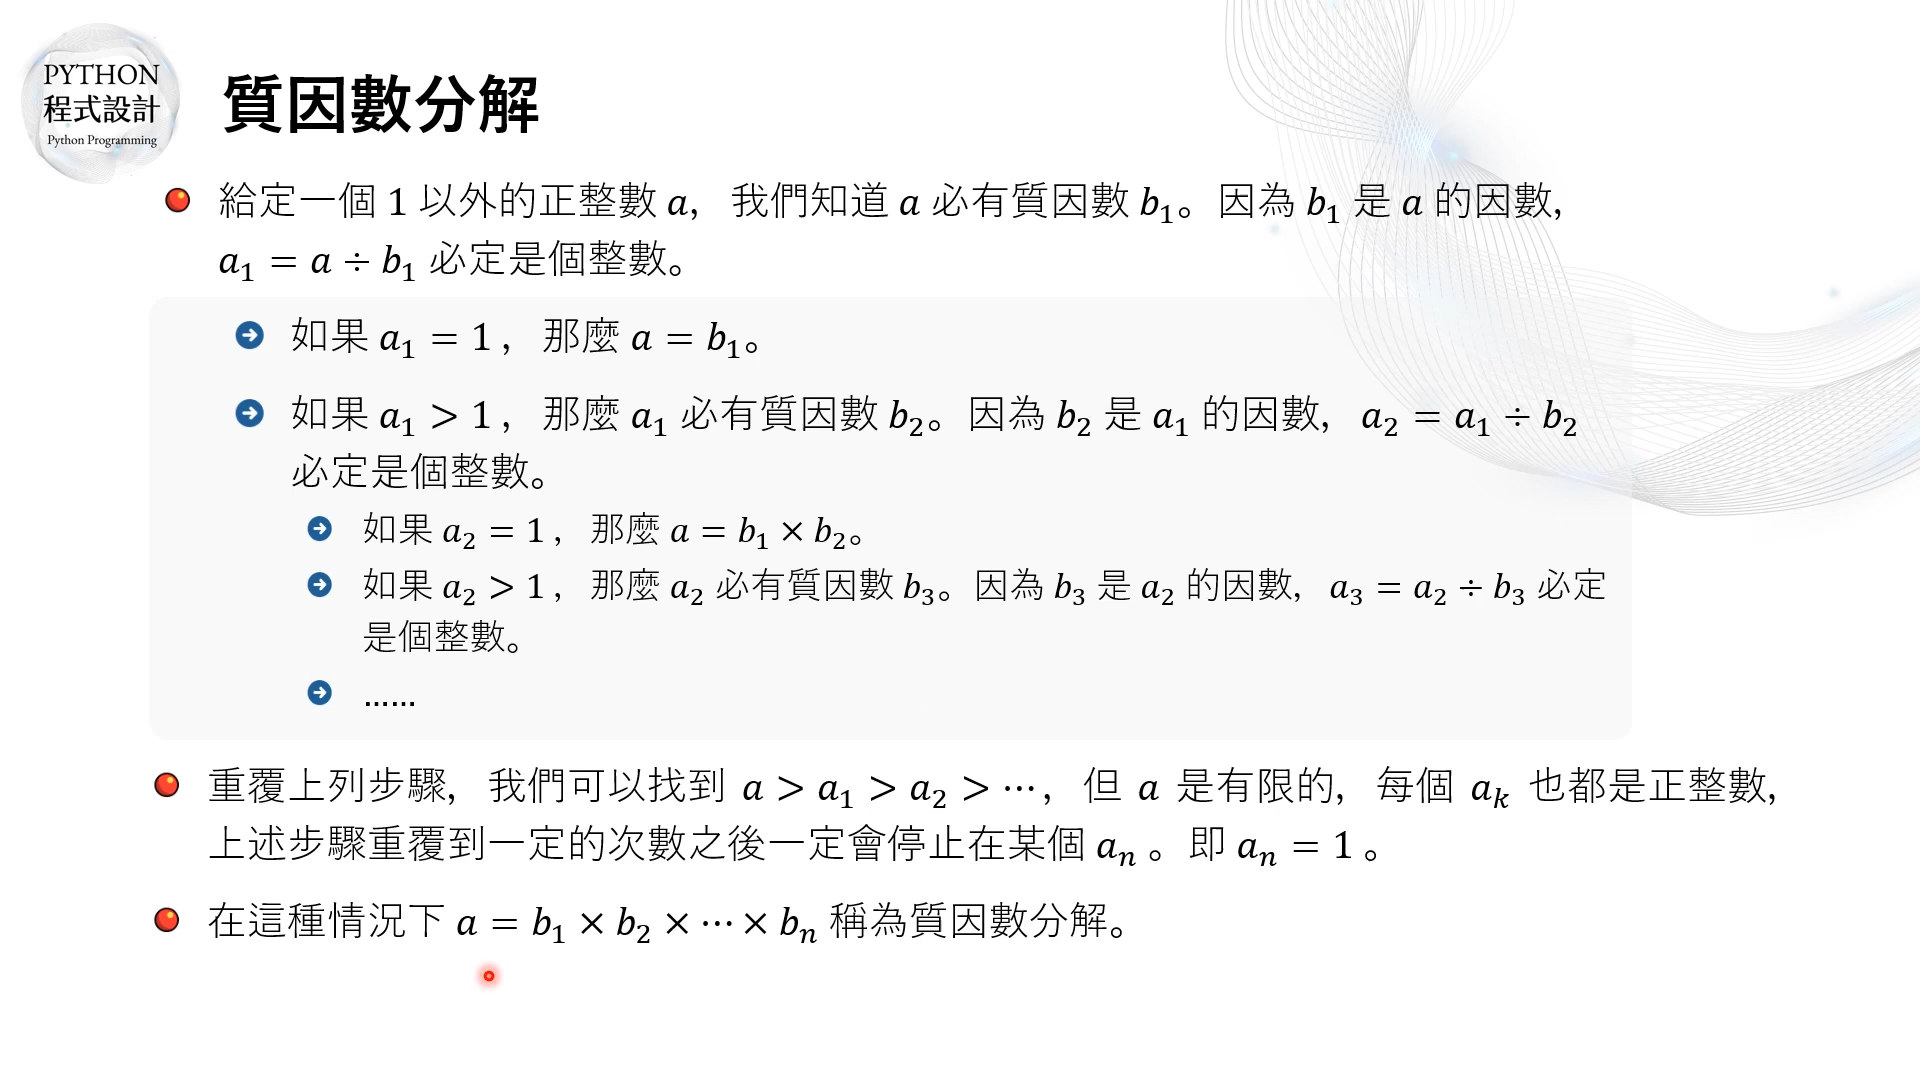 PYTHON
程式設計
Python Programming
質因數分解
給定一個 1 以外的正整數 a, 我們知道 a 必有質因數 b₁。因為 b₁ 是 a 的因數,
a₁ = a ÷ b₁ 必定是個整數。
如果 a₁ = 1 , 那麼 a = b₁。
如果 a₁ > 1 , 那麼 a₁ 必有質因數 b₂。因為 b₂ 是 a₁ 的因數, a₂ = a₁ ÷ b₂
必定是個整數。
如果 a₂ = 1 , 那麼 a = b₁ × b₂。
如果 a₂ > 1 , 那麼 a₂ 必有質因數 b₃。因為 b₃ 是 a₂ 的因數, a₃ = a₂ ÷ b₃ 必定
是個整數。
......
重覆上列步驟, 我們可以找到 a > a₁ > a₂ > ⋯ , 但 a 是有限的, 每個 aₖ 也都是正整數,
上述步驟重覆到一定的次數之後一定會停止在某個 aₙ 。即 aₙ = 1 。
在這種情況下 a = b₁ × b₂ × ⋯ × bₙ 稱為質因數分解。